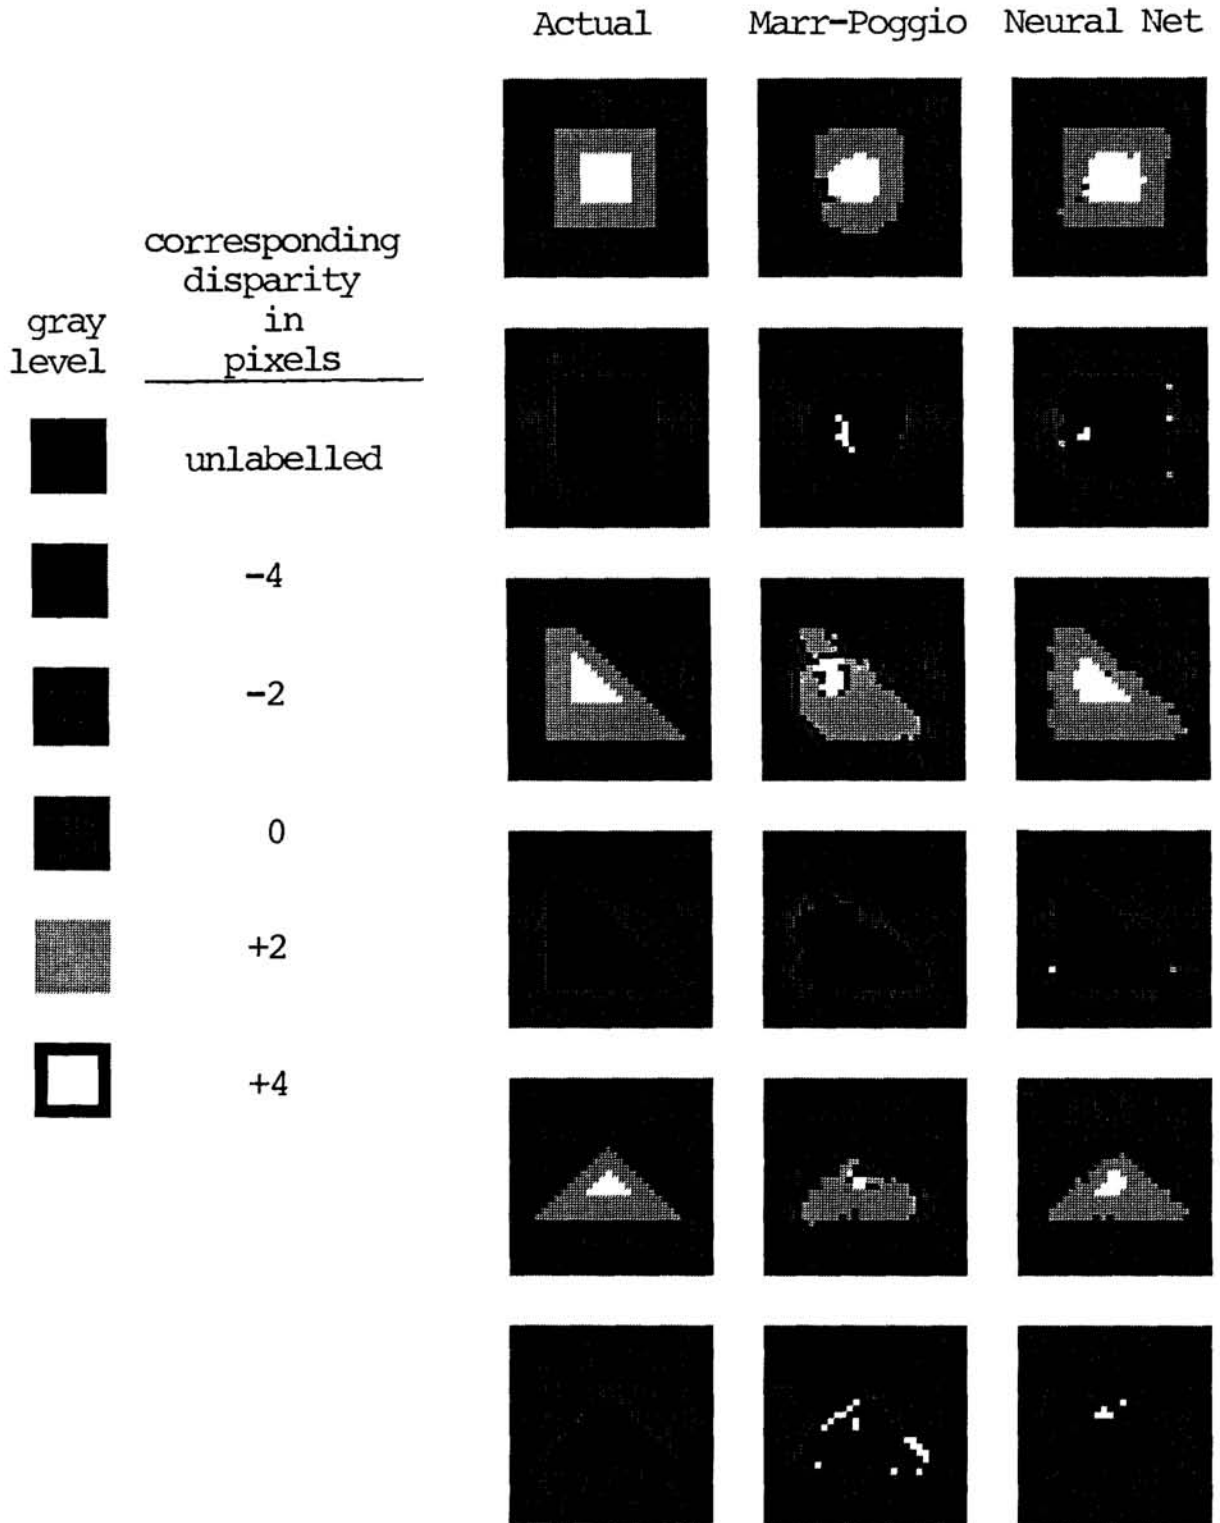 Actual Marr-Poggio Neural Net
corresponding
disparity
in
pixels
gray
level
unlabelled
-4
-2
0
+2
+4